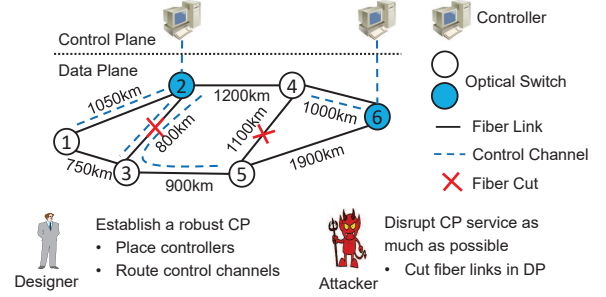 Control Plane
Data Plane
1
2
3
4
5
6
1050km
750km
800km
900km
1200km
1100km
1000km
1900km
Controller
Optical Switch
Fiber Link
Control Channel
Fiber Cut
Establish a robust CP
• Place controllers
• Route control channels
Designer
Disrupt CP service as
much as possible
• Cut fiber links in DP
Attacker